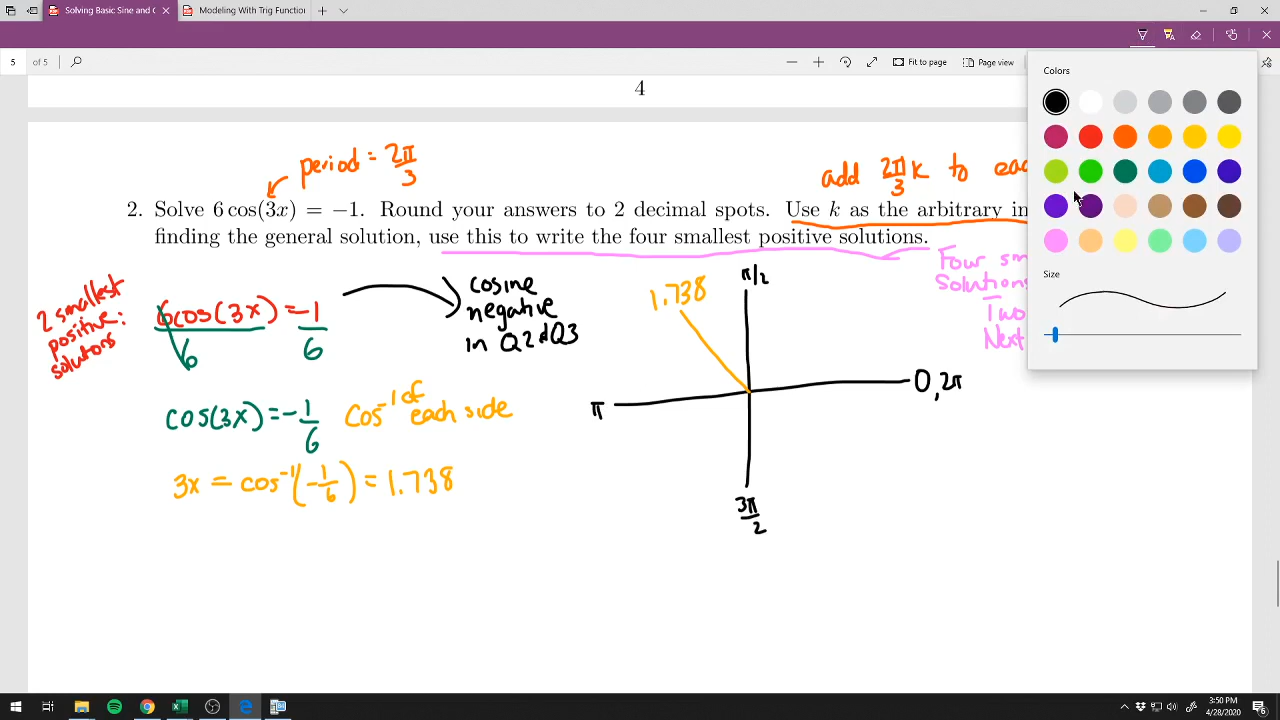 Solving Basic Sine and C
Modeling With Trig Function
5 of 5
Fit to page
Page view
4
Colors
Size
period = 2π/3
add 2π/3 k to ea
2. Solve 6 cos(3x) = −1. Round your answers to 2 decimal spots. Use k as the arbitrary in
finding the general solution, use this to write the four smallest positive solutions.
2 smallest
positive
solutions
6cos(3x) = -1
6 6
cosine
negative
in Q2&Q3
1.738
π/2
Four sm
Solutions
Two
Next
0, 2π
π
3π/2
cos(3x) = -1/6
cos⁻¹ of
each side
3x = cos⁻¹(-1/6) = 1.738
3:50 PM
4/28/2020
6